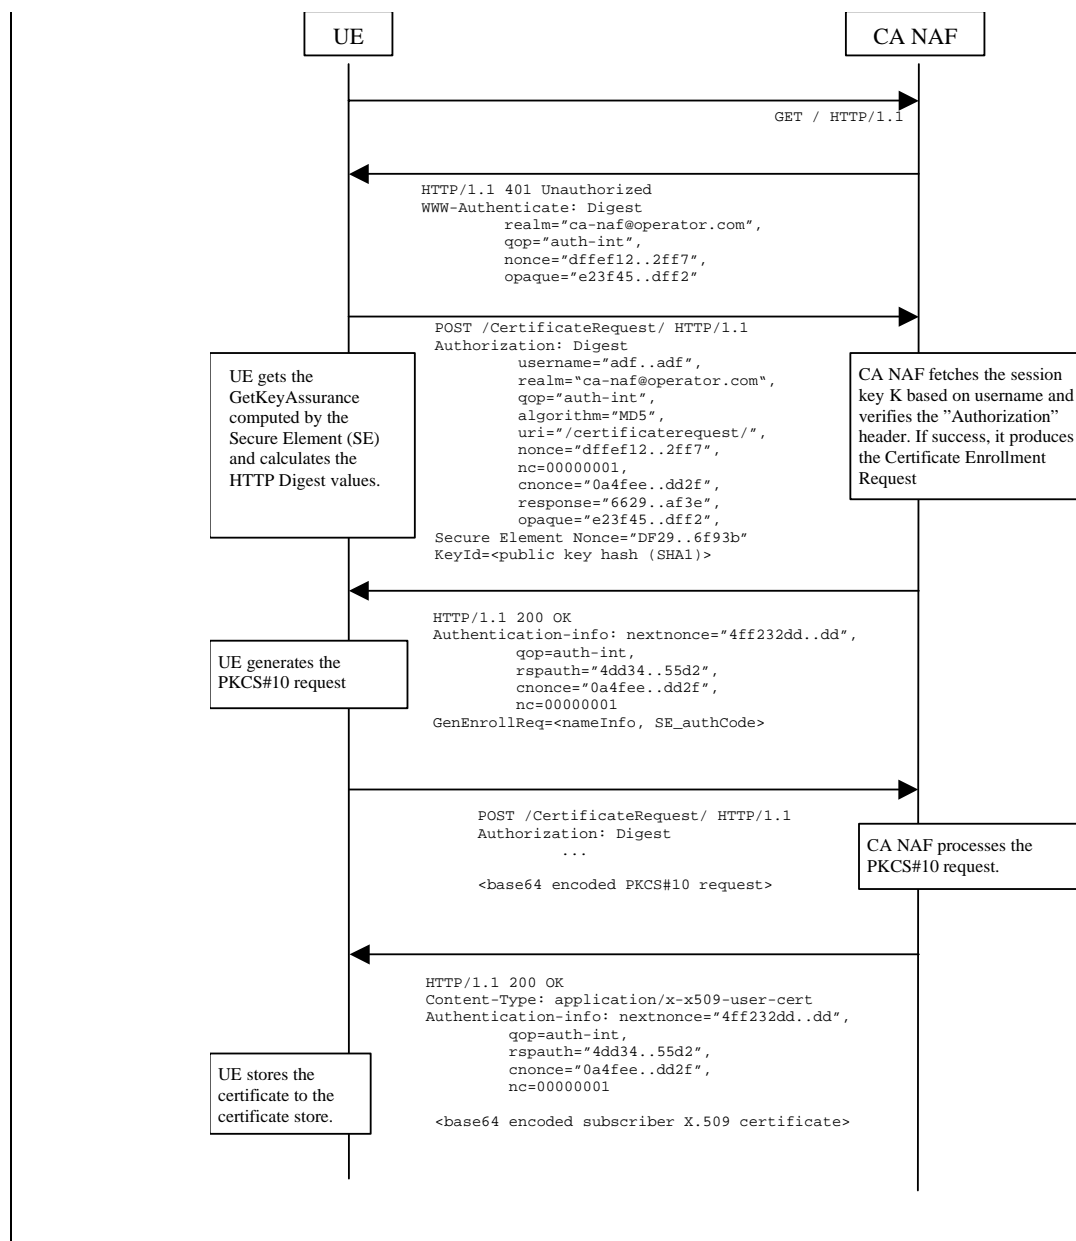 UE
CA NAF
GET / HTTP/1.1
HTTP/1.1 401 Unauthorized
WWW-Authenticate: Digest
realm="ca-naf@operator.com",
qop="auth-int",
nonce="dffef12..2ff7",
opaque="e23f45..dff2"
POST /CertificateRequest/ HTTP/1.1
Authorization: Digest
username="adf..adf",
realm="ca-naf@operator.com",
qop="auth-int",
algorithm="MD5",
uri="/certificaterequest/",
nonce="dffef12..2ff7",
nc=00000001,
cnonce="0a4fee..dd2f",
response="6629..af3e",
opaque="e23f45..dff2",
Secure Element Nonce="DF29..6f93b"
KeyId=<public key hash (SHA1)>
UE gets the
GetKeyAssurance
computed by the
Secure Element (SE)
and calculates the
HTTP Digest values.
CA NAF fetches the session
key K based on username and
verifies the ”Authorization”
header. If success, it produces
the Certificate Enrollment
Request
HTTP/1.1 200 OK
Authentication-info: nextnonce="4ff232dd..dd",
qop=auth-int,
rspauth="4dd34..55d2",
cnonce="0a4fee..dd2f",
nc=00000001
GenEnrollReq=<nameInfo, SE_authCode>
UE generates the
PKCS#10 request
POST /CertificateRequest/ HTTP/1.1
Authorization: Digest
...
<base64 encoded PKCS#10 request>
CA NAF processes the
PKCS#10 request.
HTTP/1.1 200 OK
Content-Type: application/x-x509-user-cert
Authentication-info: nextnonce="4ff232dd..dd",
qop=auth-int,
rspauth="4dd34..55d2",
cnonce="0a4fee..dd2f",
nc=00000001
<base64 encoded subscriber X.509 certificate>
UE stores the
certificate to the
certificate store.